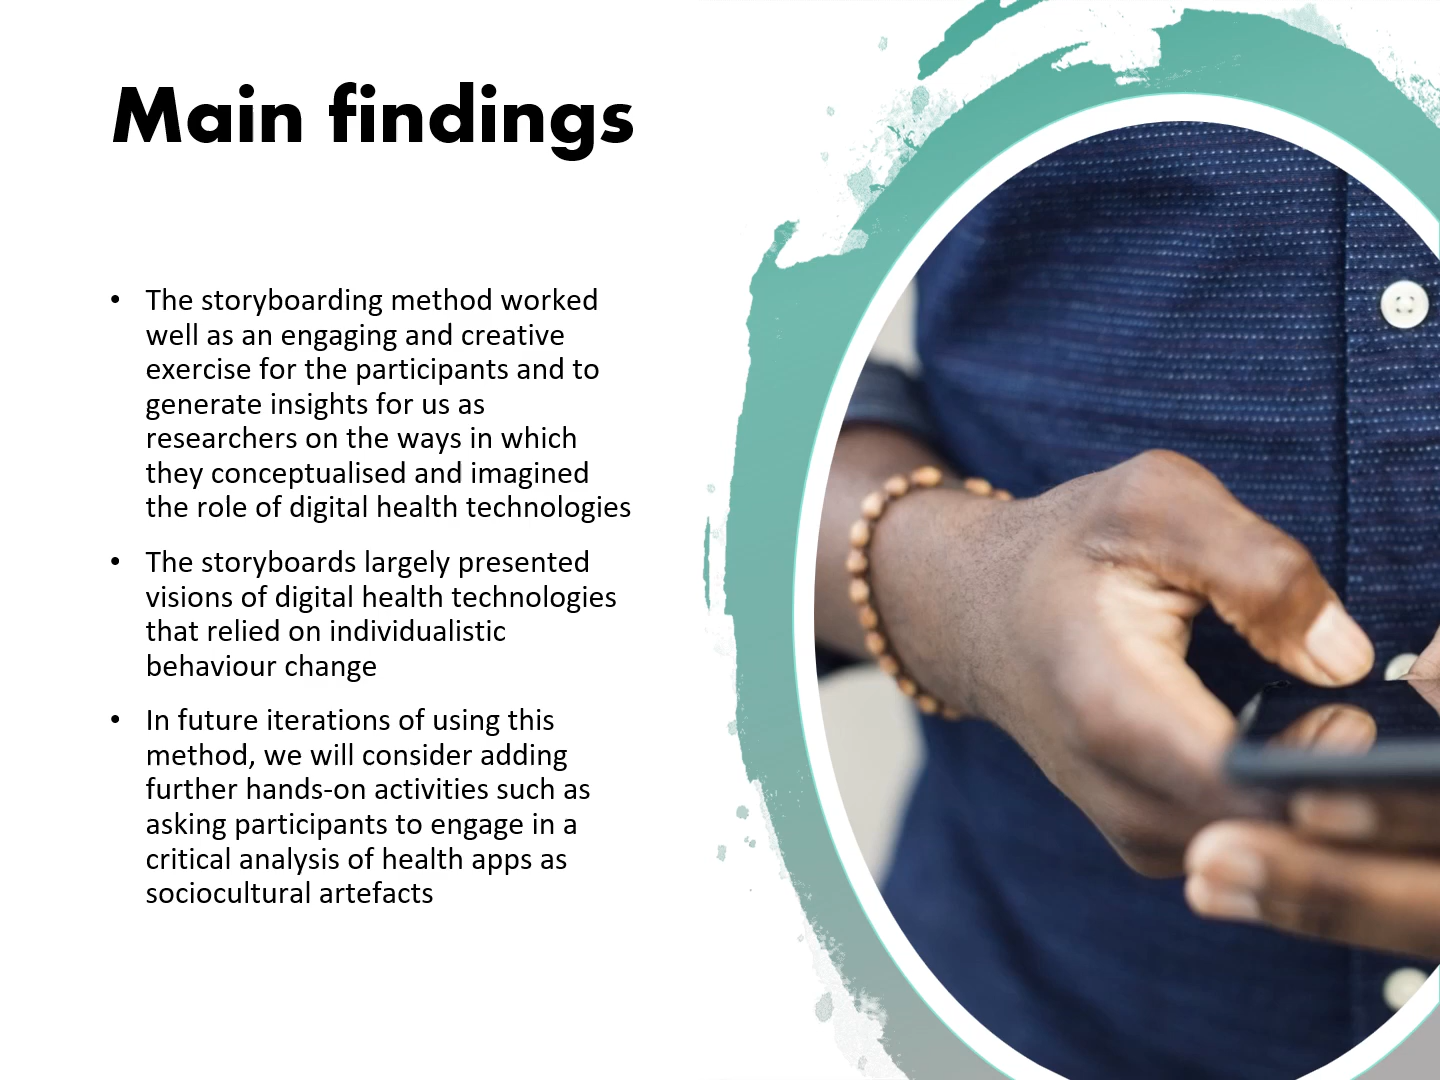 Main findings
• The storyboarding method worked
well as an engaging and creative
exercise for the participants and to
generate insights for us as
researchers on the ways in which
they conceptualised and imagined
the role of digital health technologies
• The storyboards largely presented
visions of digital health technologies
that relied on individualistic
behaviour change
• In future iterations of using this
method, we will consider adding
further hands-on activities such as
asking participants to engage in a
critical analysis of health apps as
sociocultural artefacts